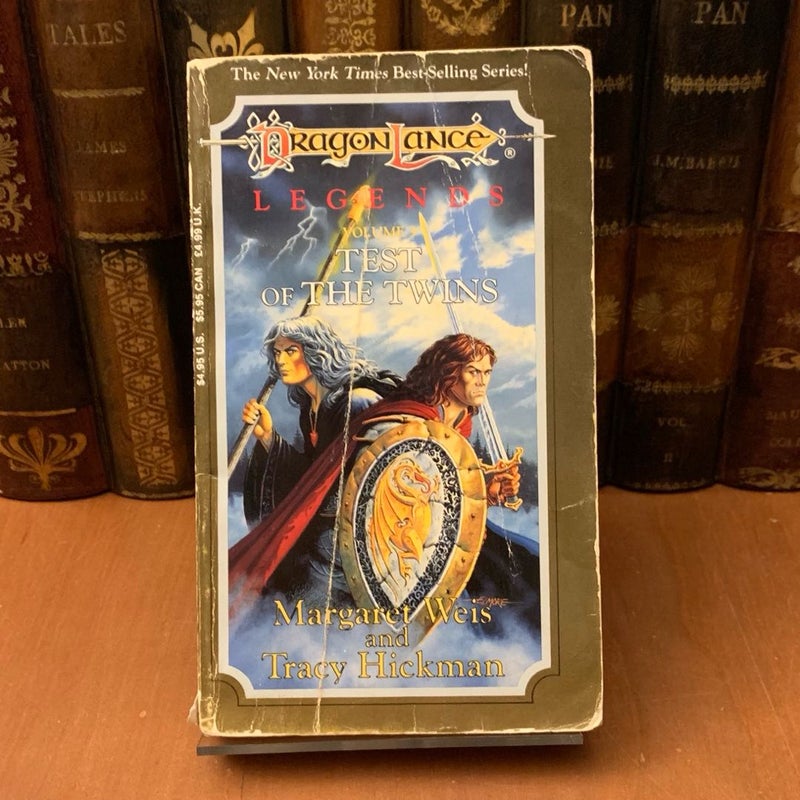 The New York Times Best-Selling Series!
DRAGONLANCE®
LEGENDS
VOLUME
TEST
OF THE TWINS
$4.95 U.S. $5.95 CAN £4.99 U.K.
Margaret Weis
and
Tracy Hickman
TALES
JAMES
STEPHENS
PAN
J.M. BARRIE
VOL
II
PAN